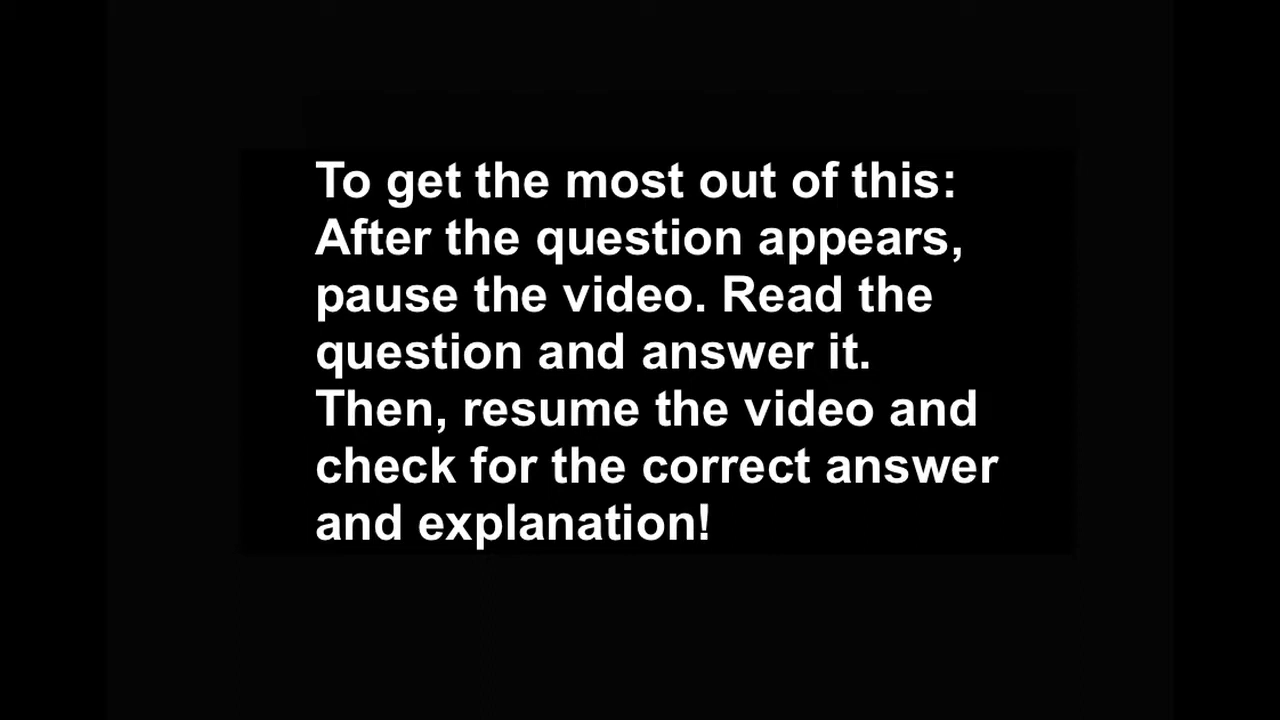 To get the most out of this:
After the question appears,
pause the video. Read the
question and answer it.
Then, resume the video and
check for the correct answer
and explanation!